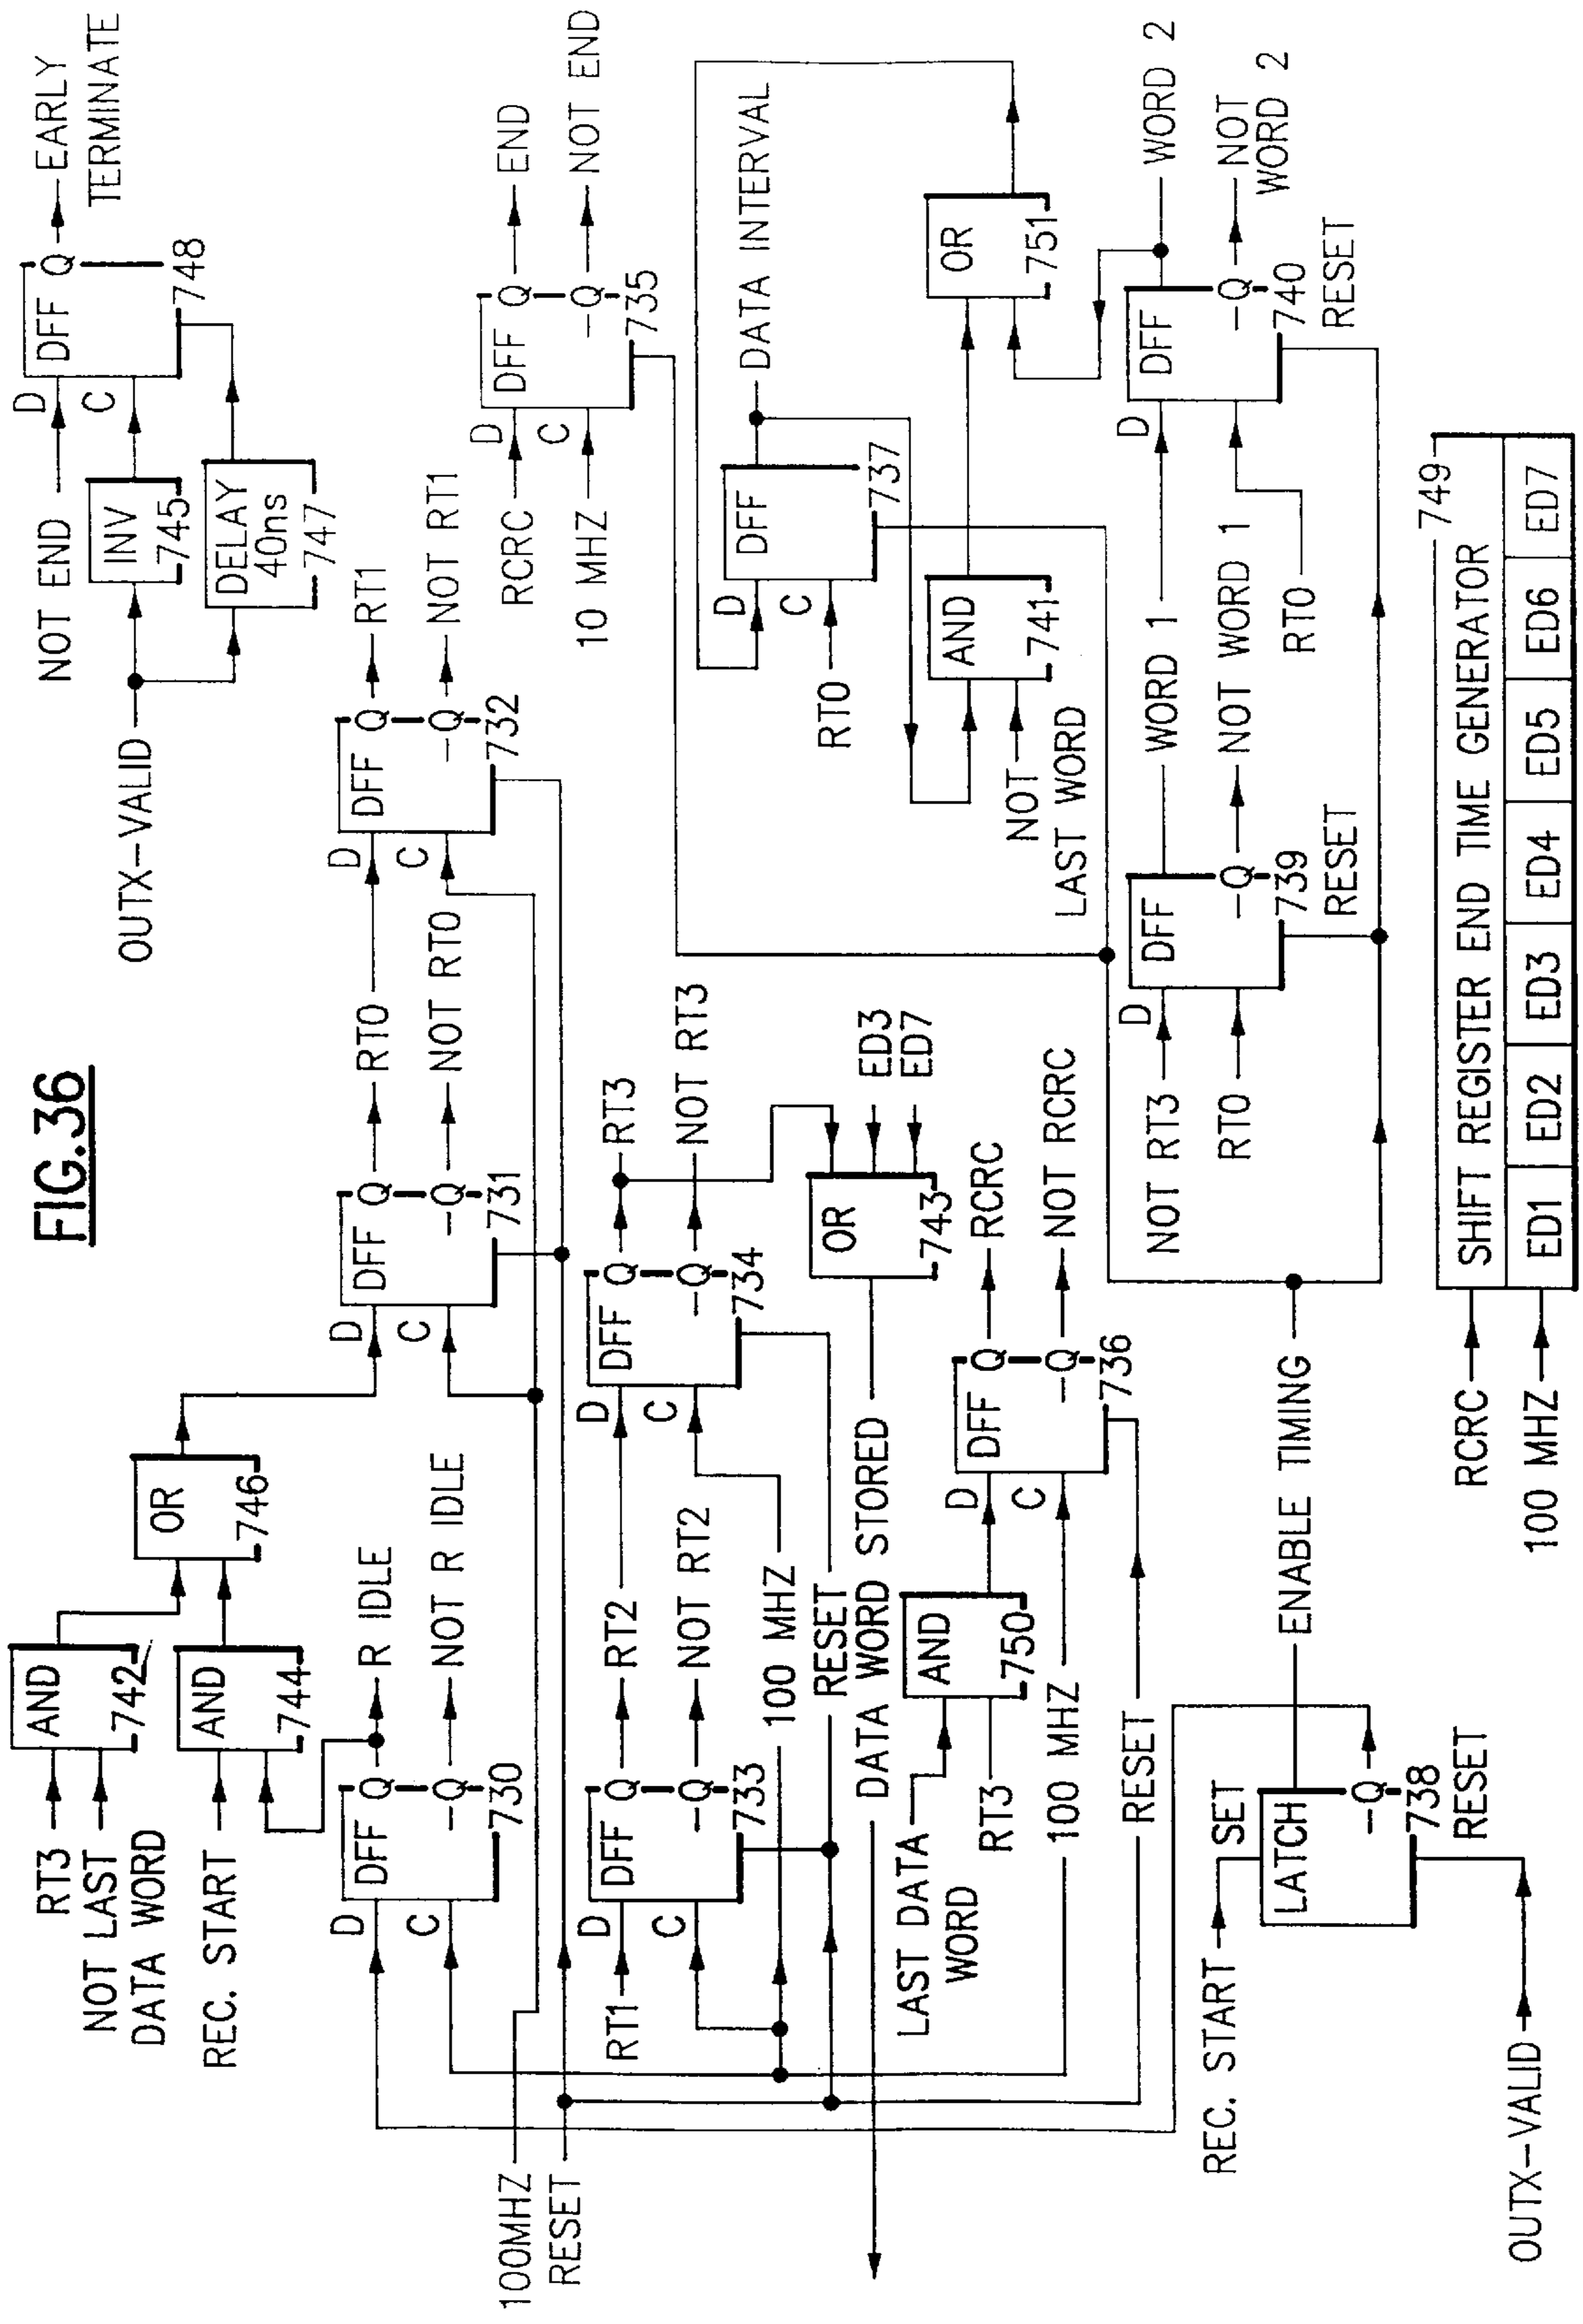 FIG.36
RT3
NOT LAST
DATA WORD
AND
742
REC. START
AND
744
OR
746
OUTX-VALID
NOT END
INV
745
DELAY
40ns
747
D
C
DFF
Q
748
EARLY
TERMINATE
D
C
DFF
Q
-Q
730
R IDLE
NOT R IDLE
D
C
DFF
Q
-Q
731
RT0
NOT RT0
D
C
DFF
Q
-Q
732
RT1
NOT RT1
100MHZ
RESET
RCRC
10 MHZ
D
C
DFF
Q
-Q
735
END
NOT END
RT1
D
C
DFF
Q
-Q
733
RT2
NOT RT2
100 MHZ
RESET
D
C
DFF
Q
-Q
734
RT3
NOT RT3
OR
743
ED3
ED7
DATA WORD STORED
RT0
D
C
DFF
737
DATA INTERVAL
NOT
LAST WORD
AND
741
OR
751
LAST DATA
WORD
RT3
AND
750
100 MHZ
RESET
D
C
DFF
Q
-Q
736
RCRC
NOT RCRC
NOT RT3
RT0
D
DFF
-Q
739
RESET
WORD 1
NOT WORD 1
RT0
D
DFF
-Q
740
RESET
WORD 2
NOT
WORD 2
REC. START
SET
LATCH
-Q
738
RESET
OUTX-VALID
ENABLE TIMING
RCRC
100 MHZ
SHIFT REGISTER END TIME GENERATOR
749
ED1 ED2 ED3 ED4 ED5 ED6 ED7